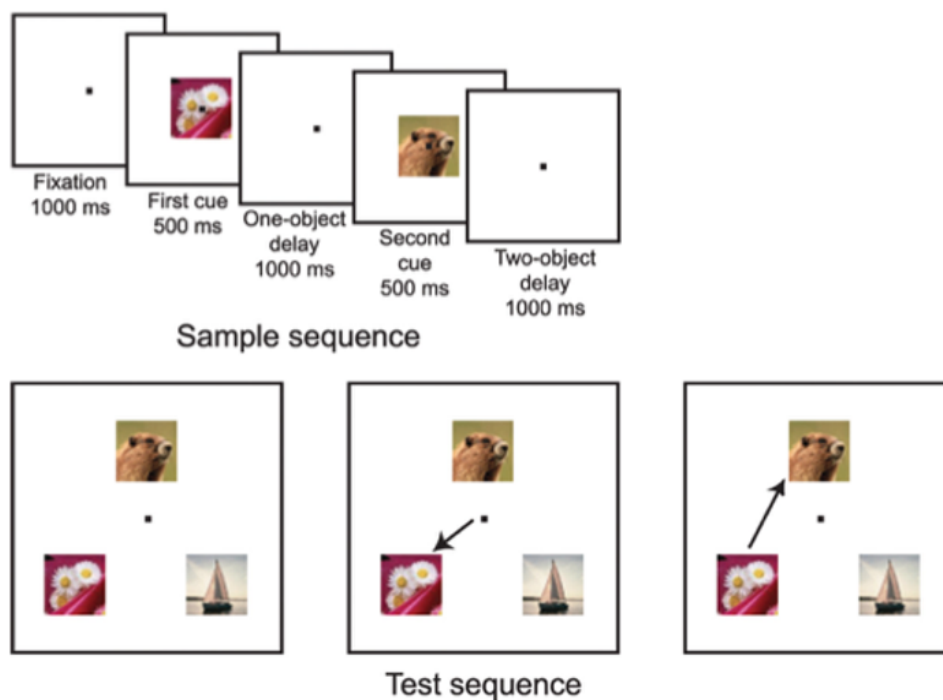 Fixation
1000 ms
First cue
500 ms
One-object
delay
1000 ms
Second
cue
500 ms
Two-object
delay
1000 ms
Sample sequence
Test sequence